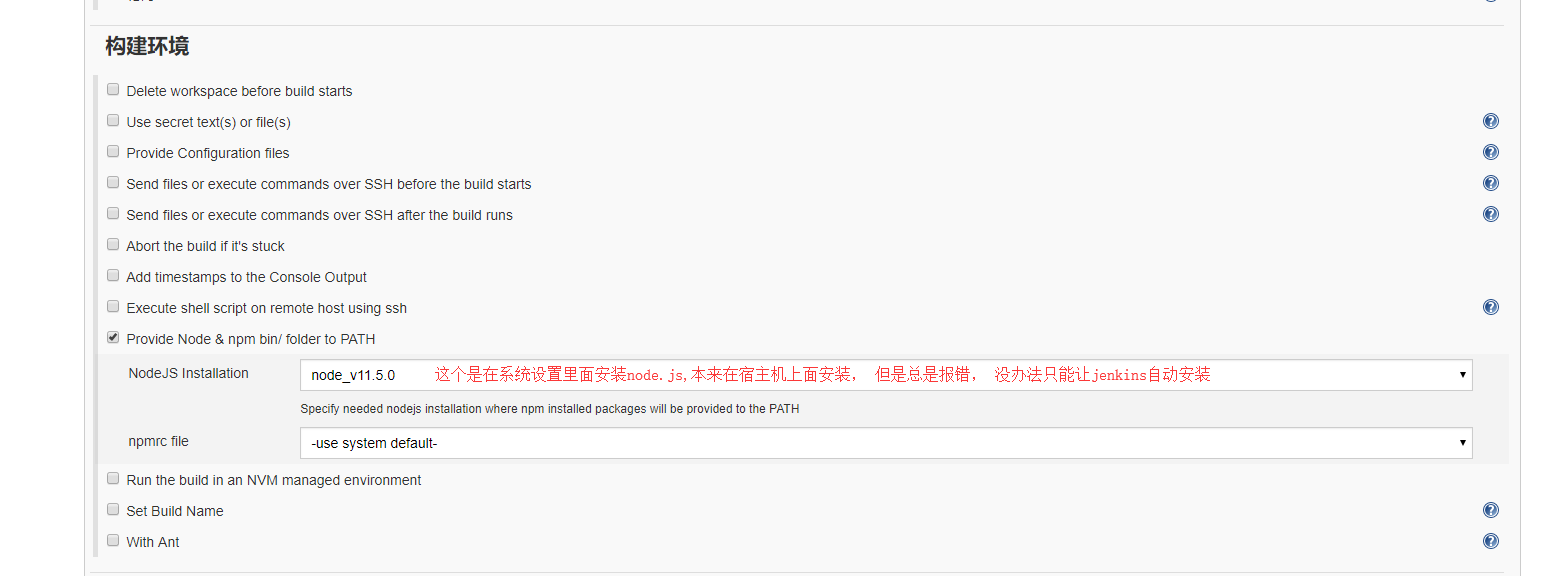 构建环境
Delete workspace before build starts
Use secret text(s) or file(s)
Provide Configuration files
Send files or execute commands over SSH before the build starts
Send files or execute commands over SSH after the build runs
Abort the build if it's stuck
Add timestamps to the Console Output
Execute shell script on remote host using ssh
Provide Node & npm bin/ folder to PATH
NodeJS Installation
node_v11.5.0 这个是在系统设置里面安装node.js,本来在宿主机上面安装， 但是总是报错， 没办法只能让jenkins自动安装
Specify needed nodejs installation where npm installed packages will be provided to the PATH
npmrc file
-use system default-
Run the build in an NVM managed environment
Set Build Name
With Ant